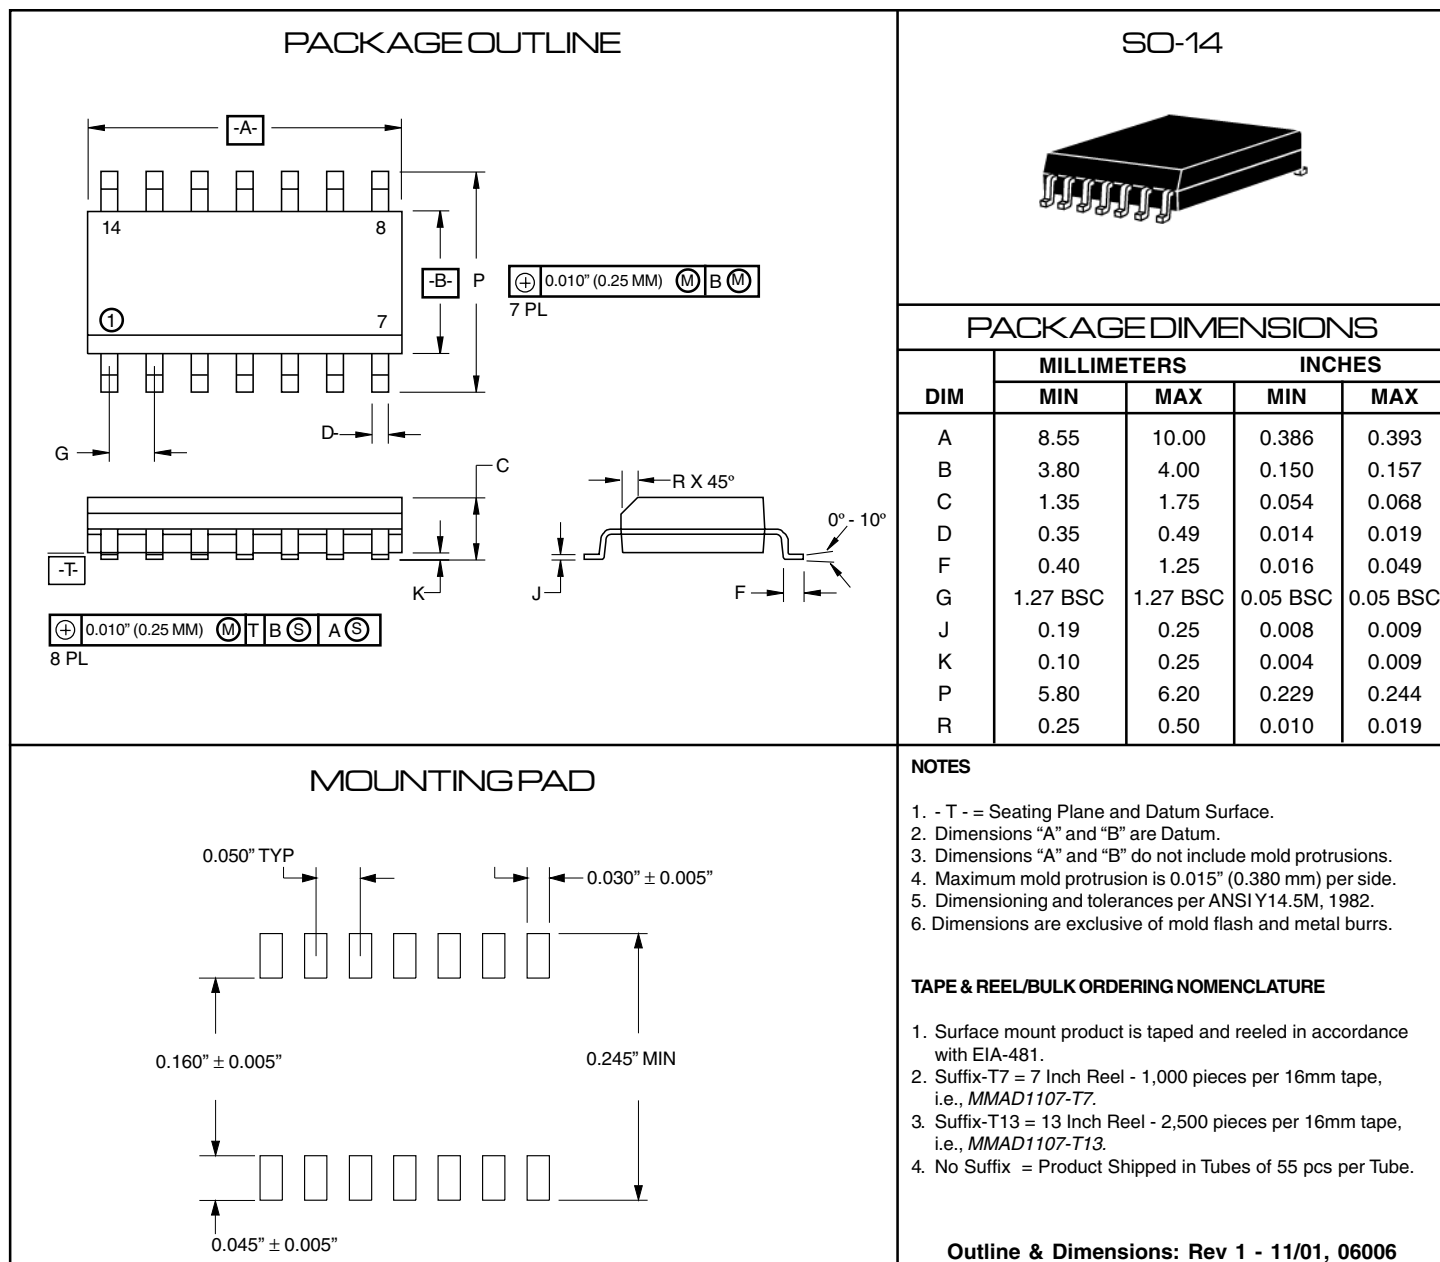 PACKAGE OUTLINE
-A-
14
8
-B-
P
0.010” (0.25 MM) M B M
7 PL
1
7
D
G
C
R X 45º
0º - 10º
-T-
K
J
F
0.010” (0.25 MM) M T B S A S
8 PL
SO-14
PACKAGE DIMENSIONS
MILLIMETERS INCHES
DIM MIN MAX MIN MAX
A 8.55 10.00 0.386 0.393
B 3.80 4.00 0.150 0.157
C 1.35 1.75 0.054 0.068
D 0.35 0.49 0.014 0.019
F 0.40 1.25 0.016 0.049
G 1.27 BSC 1.27 BSC 0.05 BSC 0.05 BSC
J 0.19 0.25 0.008 0.009
K 0.10 0.25 0.004 0.009
P 5.80 6.20 0.229 0.244
R 0.25 0.50 0.010 0.019
MOUNTING PAD
0.050” TYP
0.030” ± 0.005”
0.160” ± 0.005”
0.245” MIN
0.045” ± 0.005”
NOTES
1. - T - = Seating Plane and Datum Surface.
2. Dimensions “A” and “B” are Datum.
3. Dimensions “A” and “B” do not include mold protrusions.
4. Maximum mold protrusion is 0.015” (0.380 mm) per side.
5. Dimensioning and tolerances per ANSI Y14.5M, 1982.
6. Dimensions are exclusive of mold flash and metal burrs.
TAPE & REEL/BULK ORDERING NOMENCLATURE
1. Surface mount product is taped and reeled in accordance
with EIA-481.
2. Suffix-T7 = 7 Inch Reel - 1,000 pieces per 16mm tape,
i.e., MMAD1107-T7.
3. Suffix-T13 = 13 Inch Reel - 2,500 pieces per 16mm tape,
i.e., MMAD1107-T13.
4. No Suffix = Product Shipped in Tubes of 55 pcs per Tube.
Outline & Dimensions: Rev 1 - 11/01, 06006